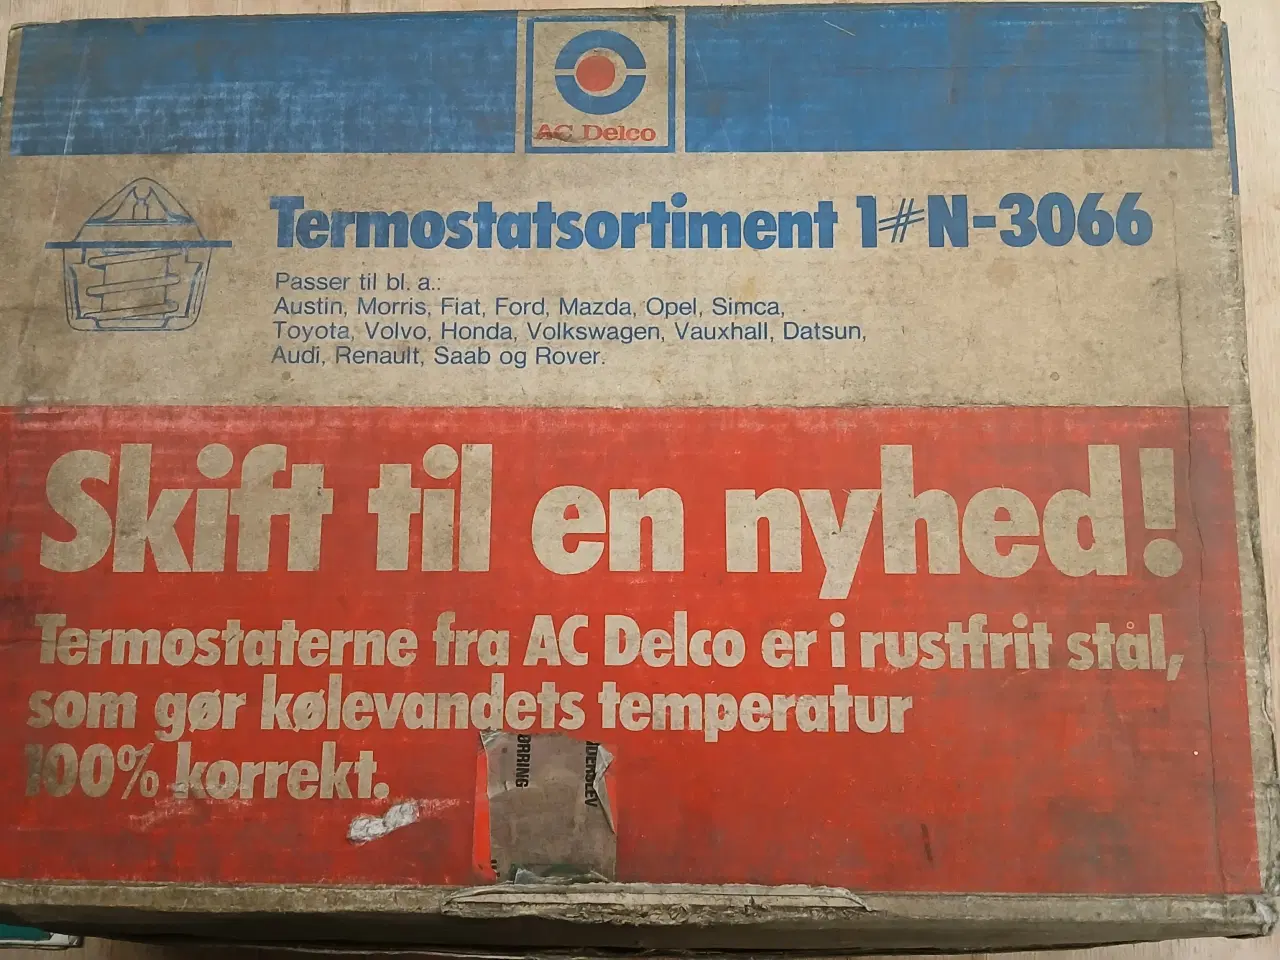 AC Delco
Termostatsortiment 1#N-3066
Passer til bl. a.:
Austin, Morris, Fiat, Ford, Mazda, Opel, Simca,
Toyota, Volvo, Honda, Volkswagen, Vauxhall, Datsun,
Audi, Renault, Saab og Rover.
Skift til en nyhed!
Termostaterne fra AC Delco er i rustfrit stål,
som gør kølevandets temperatur
100% korrekt.